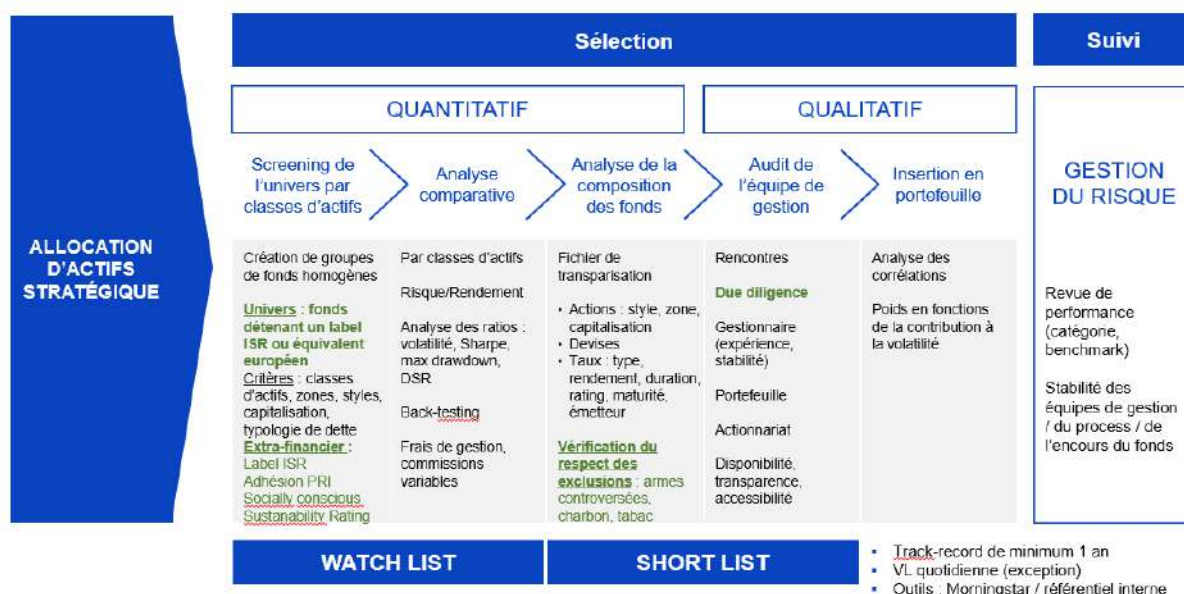 Sélection
Suivi
QUANTITATIF
QUALITATIF
Screening de
l'univers par
classes d'actifs
Analyse
comparative
Analyse de la
composition
des fonds
Audit de
l'équipe de
gestion
Insertion en
portefeuille
GESTION
DU RISQUE
ALLOCATION
D'ACTIFS
STRATÉGIQUE
Création de groupes
de fonds homogènes
Univers : fonds
détenant un label
ISR ou équivalent
européen
Critères : classes
d'actifs, zones, styles,
capitalisation,
typologie de dette
Extra-financier :
Label ISR
Adhésion PRI
Socially conscious
Sustanability Rating
Par classes d'actifs
Risque/Rendement
Analyse des ratios :
volatilité, Sharpe,
max drawdown,
DSR
Back-testing
Frais de gestion,
commissions
variables
Fichier de
transparisation
• Actions : style, zone,
capitalisation
• Devises
• Taux : type,
rendement, duration,
rating, maturité,
émetteur
Vérification du
respect des
exclusions : armes
controversées,
charbon, tabac
Rencontres
Due diligence
Gestionnaire
(expérience,
stabilité)
Portefeuille
Actionnariat
Disponibilité,
transparence,
accessibilité
Analyse des
corrélations
Poids en fonctions
de la contribution à
la volatilité
Revue de
performance
(catégorie,
benchmark)
Stabilité des
équipes de gestion
/ du process / de
l'encours du fonds
WATCH LIST
SHORT LIST
▪ Track-record de minimum 1 an
▪ VL quotidienne (exception)
▪ Outils : Morningstar / référentiel interne